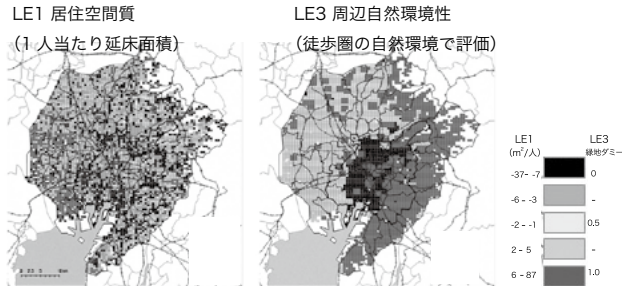 LE1 居住空間質
（1 人当たり延床面積）
LE3 周辺自然環境性
（徒歩圏の自然環境で評価）
LE1
(m²/人)
LE3
緑地ダミー
-37- -7 0
-6 - -3 -
-2 - -1 0.5
2 - 5 -
6 - 87 1.0